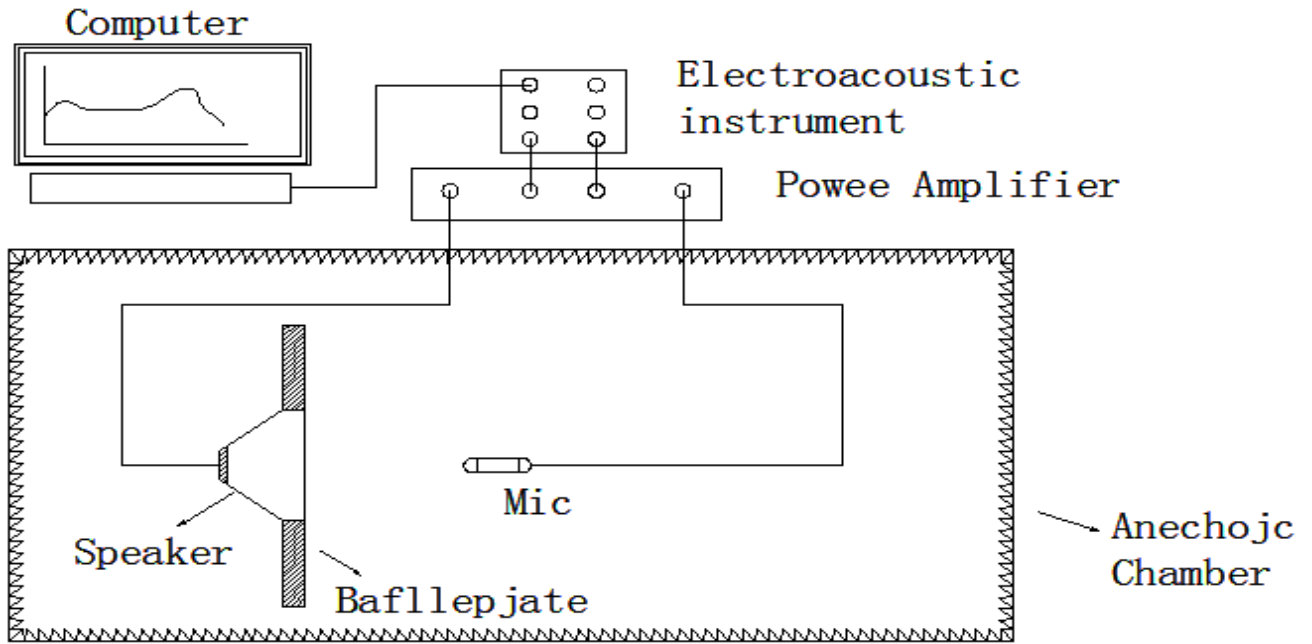 Computer
Electroacoustic
instrument
Powee Amplifier
Mic
Speaker
Bafllepjate
Anechojc
Chamber